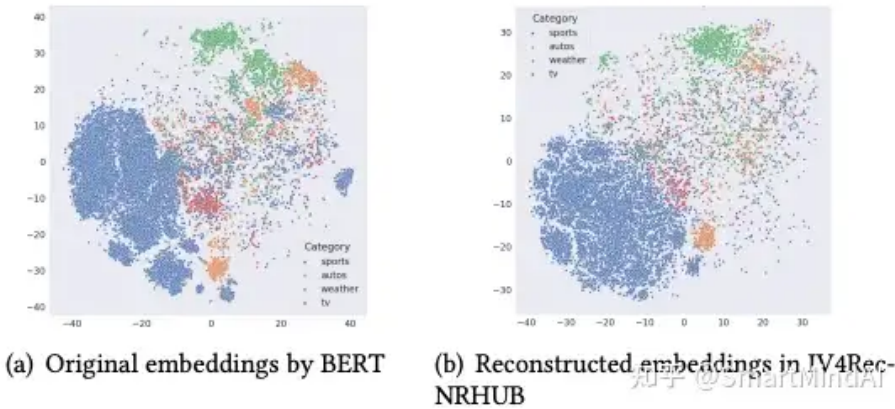 40
30
20
10
0
−10
−20
−30
−40
−40
−20
0
20
40
Category
sports
autos
weather
tv
30
20
10
0
−10
−20
−30
−40
−30
−20
−10
0
10
20
30
Category
sports
autos
weather
tv
(a) Original embeddings by BERT
(b) Reconstructed embeddings in IV4Rec-
NRHUB
知乎 @SmartMindAI